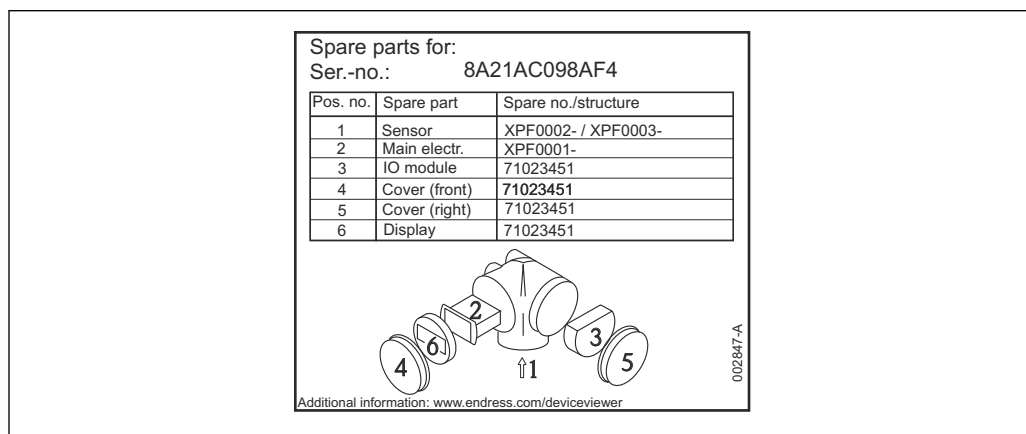 Spare parts for:
Ser.-no.: 8A21AC098AF4
Pos. no. Spare part Spare no./structure
1 Sensor XPF0002- / XPF0003-
2 Main electr. XPF0001-
3 IO module 71023451
4 Cover (front) 71023451
5 Cover (right) 71023451
6 Display 71023451
2
6
3
4
1
5
002847-A
Additional information: www.endress.com/deviceviewer